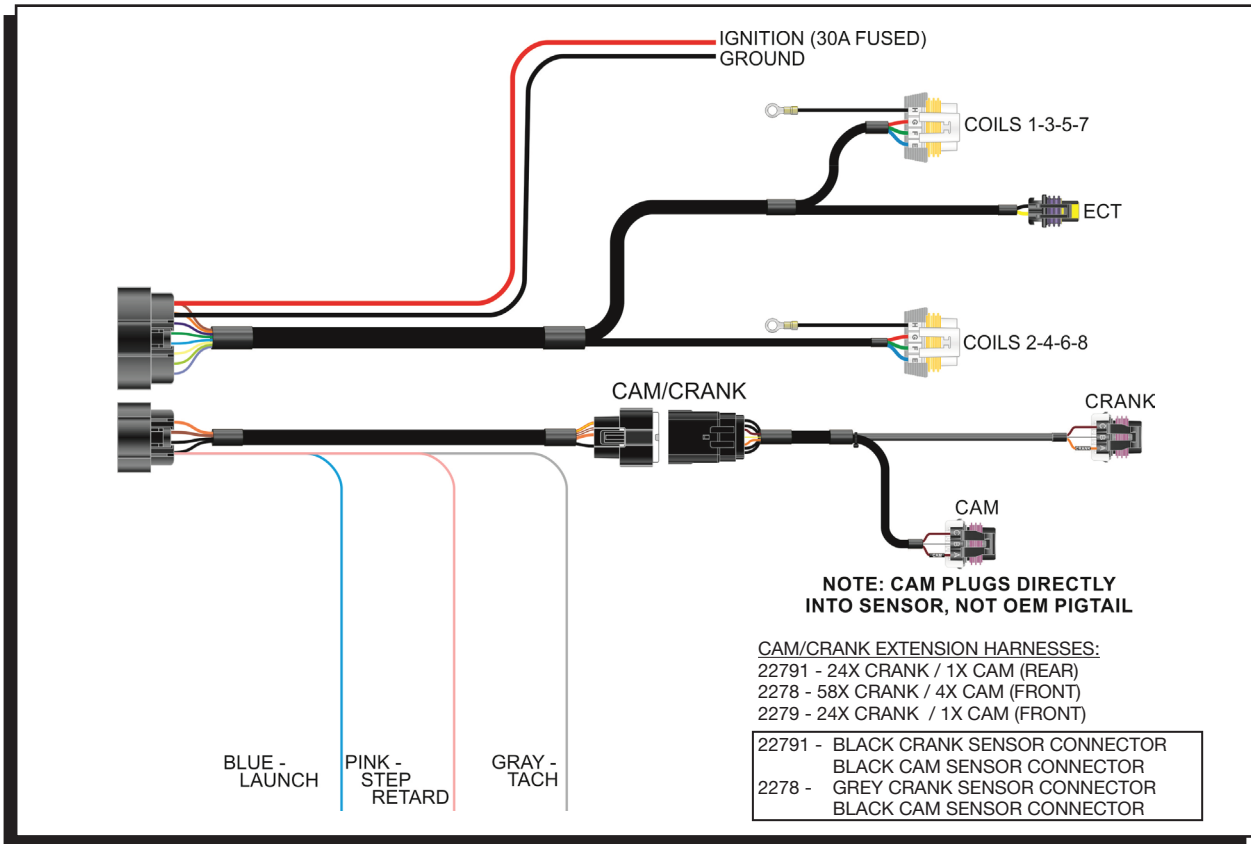 IGNITION (30A FUSED)
GROUND
H
G
F
E
COILS 1-3-5-7
ECT
H
G
F
E
COILS 2-4-6-8
CAM/CRANK
CRANK
CAM
C
B
A
NOTE: CAM PLUGS DIRECTLY
INTO SENSOR, NOT OEM PIGTAIL
CAM/CRANK EXTENSION HARNESSES:
22791 - 24X CRANK / 1X CAM (REAR)
2278 - 58X CRANK / 4X CAM (FRONT)
2279 - 24X CRANK / 1X CAM (FRONT)
22791 - BLACK CRANK SENSOR CONNECTOR
BLACK CAM SENSOR CONNECTOR
2278 - GREY CRANK SENSOR CONNECTOR
BLACK CAM SENSOR CONNECTOR
BLUE -
LAUNCH
PINK -
STEP
RETARD
GRAY -
TACH